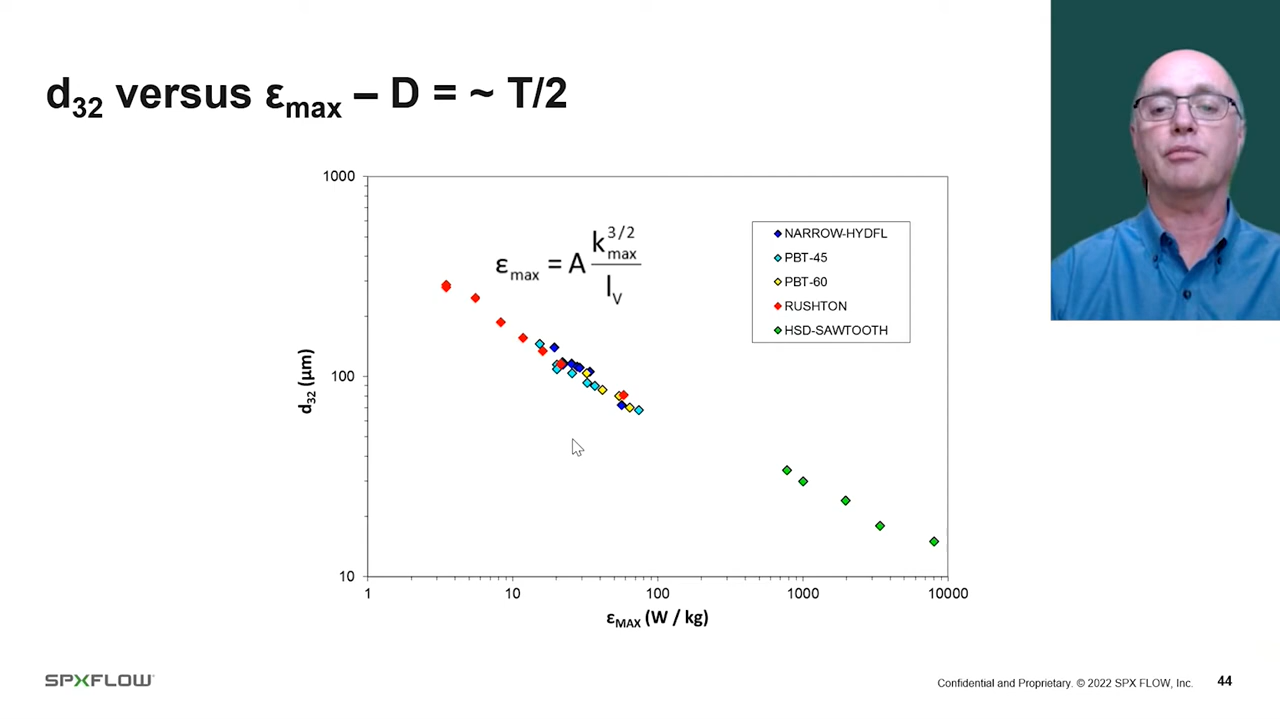 d32 versus εmax – D = ~ T/2
1000
100
10
d32 (µm)
εmax = A k3/2max / lV
NARROW-HYDFL
PBT-45
PBT-60
RUSHTON
HSD-SAWTOOTH
1 10 100 1000 10000
εMAX (W / kg)
SPXFLOW
Confidential and Proprietary. © 2022 SPX FLOW, Inc. 44